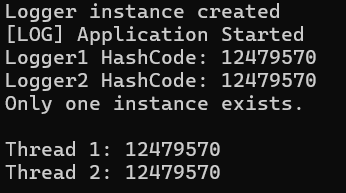 Logger instance created
[LOG] Application Started
Logger1 HashCode: 12479570
Logger2 HashCode: 12479570
Only one instance exists.
Thread 1: 12479570
Thread 2: 12479570